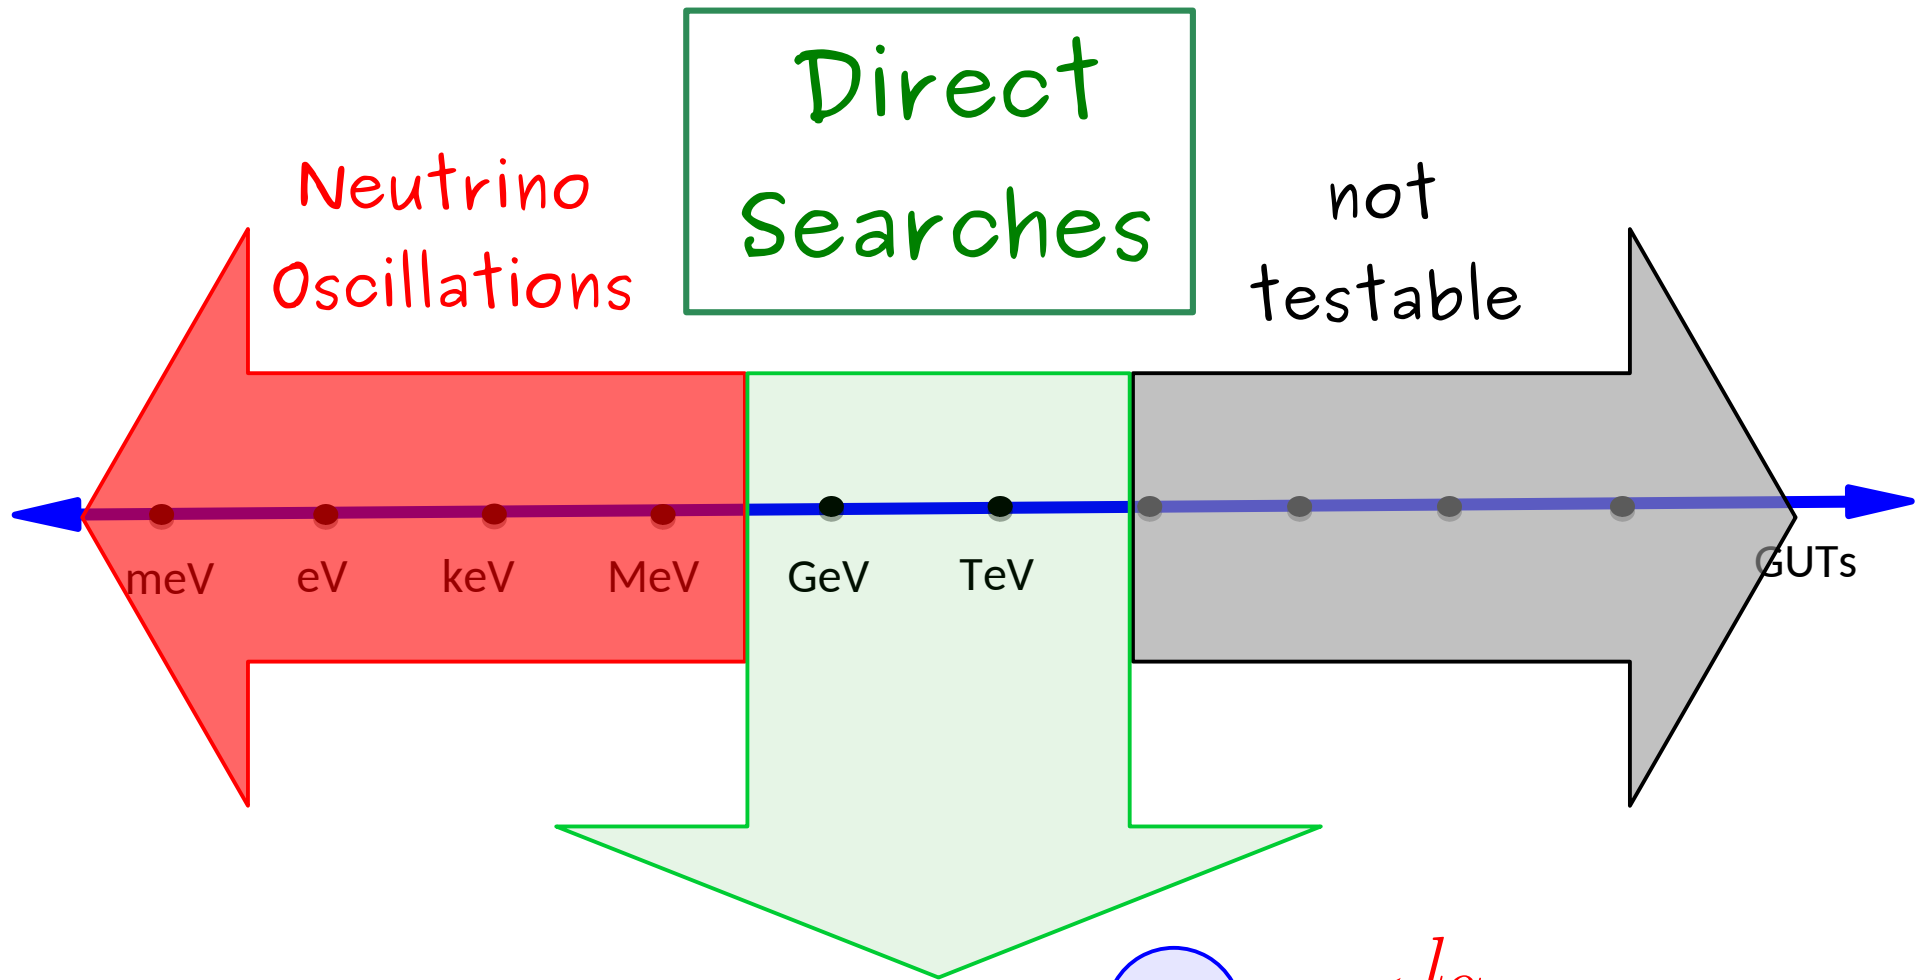 Direct
Searches
Neutrino
Oscillations
not
testable
meV
eV
keV
MeV
GeV
TeV
GUTs